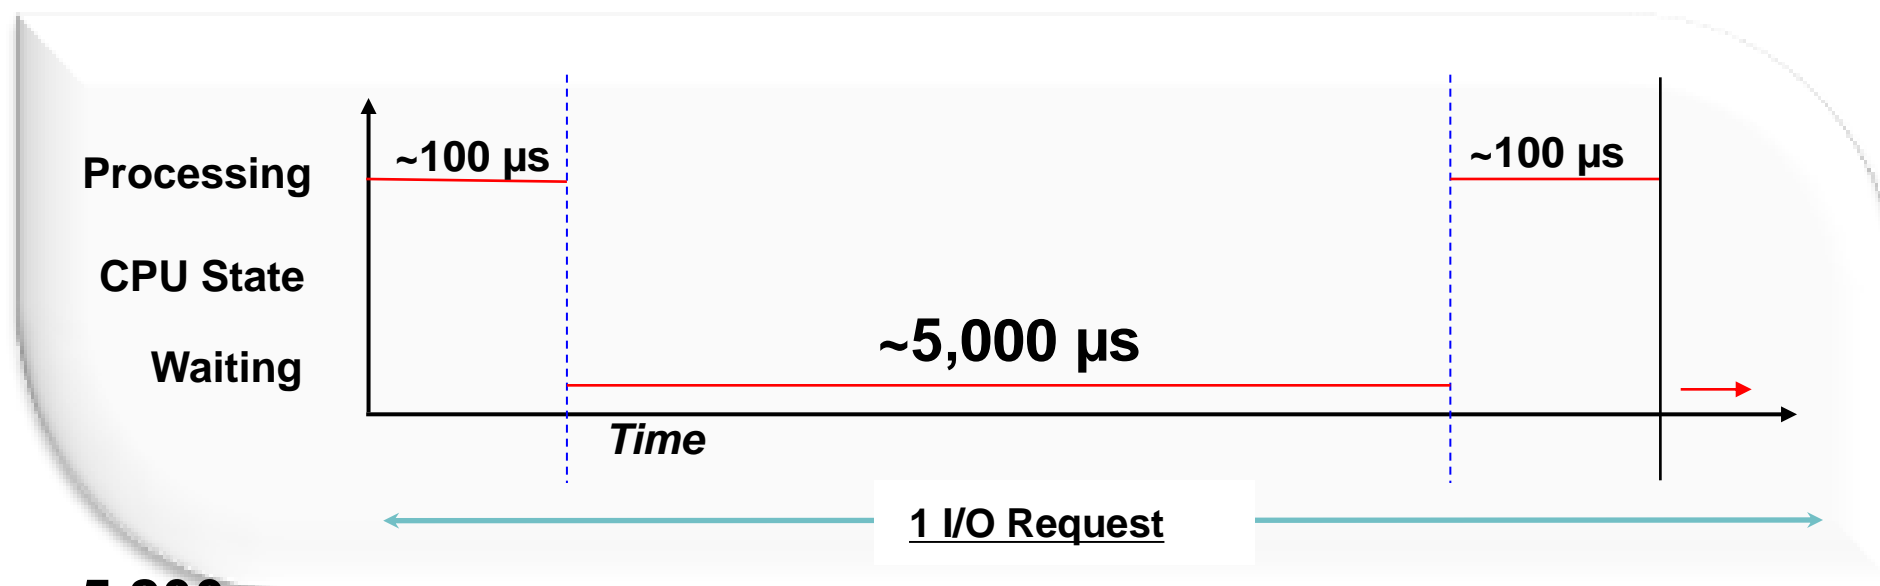 ~100 µs
~100 µs
Processing
CPU State
~5,000 µs
Waiting
Time
1 I/O Request